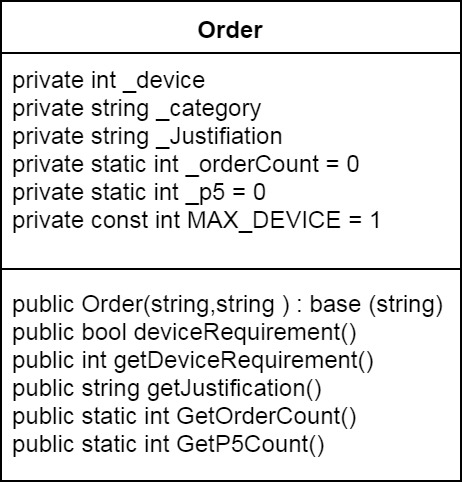 Order
private int _device
private string _category
private string _Justifiation
private static int _orderCount = 0
private static int _p5 = 0
private const int MAX_DEVICE = 1
public Order(string,string ) : base (string)
public bool deviceRequirement()
public int getDeviceRequirement()
public string getJustification()
public static int GetOrderCount()
public static int GetP5Count()